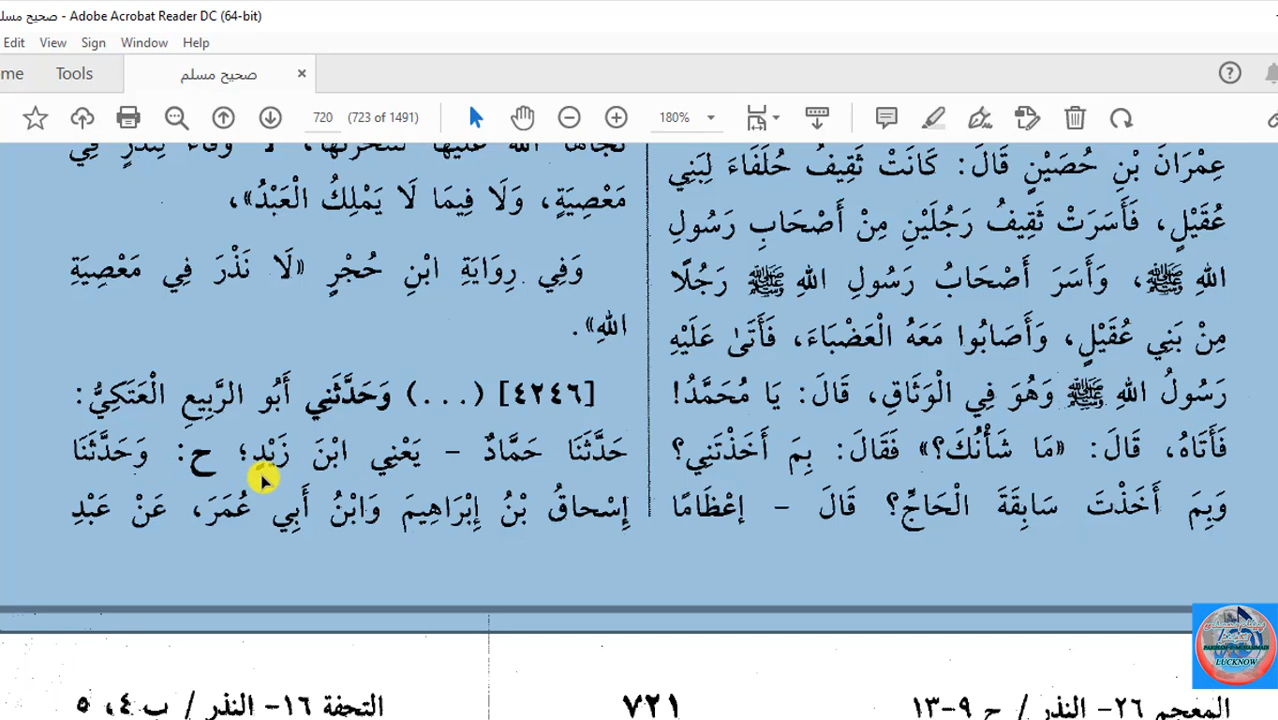 صحيح مسلم - Adobe Acrobat Reader DC (64-bit)
Edit View Sign Window Help
Tools
صحيح مسلم ×
720 (723 of 1491) 180%
عِمْرَانَ بْنِ حُصَيْنٍ قَالَ: كَانَتْ ثَقِيفُ حُلَفَاءَ لِبَنِي
عُقَيْلٍ، فَأَسَرَتْ ثَقِيفُ رَجُلَيْنِ مِنْ أَصْحَابِ رَسُولِ
اللهِ ﷺ، وَأَسَرَ أَصْحَابُ رَسُولِ اللهِ ﷺ رَجُلًا
مِنْ بَنِي عُقَيْلٍ، وَأَصَابُوا مَعَهُ الْعَضْبَاءَ، فَأَتَىٰ عَلَيْهِ
رَسُولُ اللهِ ﷺ وَهُوَ فِي الْوَثَاقِ، قَالَ: يَا مُحَمَّدُ!
فَأَتَاهُ، قَالَ: «مَا شَأْنُكَ؟» فَقَالَ: بِمَ أَخَذْتَنِي؟
وَبِمَ أَخَذْتَ سَابِقَةَ الْحَاجِّ؟ قَالَ - إِعْظَامًا
لِنَذْرٍ فِي
مَعْصِيَةٍ، وَلَا فِيمَا لَا يَمْلِكُ الْعَبْدُ»،
وَفِي رِوَايَةِ ابْنِ حُجْرٍ «لَا نَذْرَ فِي مَعْصِيَةِ
اللهِ».
[٤٢٤٦] (...) وَحَدَّثَنِي أَبُو الرَّبِيعِ الْعَتَكِيُّ:
حَدَّثَنَا حَمَّادٌ - يَعْنِي ابْنَ زَيْدٍ؛ ح: وَحَدَّثَنَا
إِسْحاقُ بْنُ إِبْرَاهِيمَ وَابْنُ أَبِي عُمَرَ، عَنْ عَبْدِ
المعجم ٢٦- النذر / ح ٩-١٣
٧٢١
التحفة ١٦- النذر / ب ٤، ٥
LUCKNOW